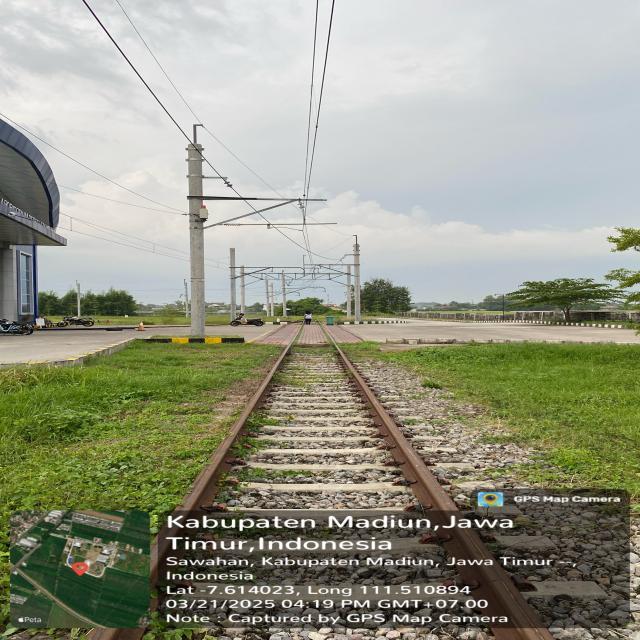 GPS Map Camera
Kabupaten Madiun,Jawa
Timur,Indonesia
Sawahan, Kabupaten Madiun, Jawa Timur --,
Indonesia
Lat -7.614023, Long 111.510894
03/21/2025 04:19 PM GMT+07.00
Note : Captured by GPS Map Camera
Peta